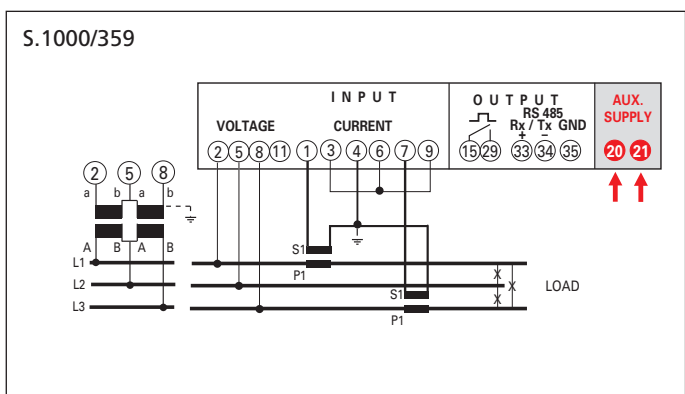 S.1000/359
I N P U T
O U T P U T
AUX.
SUPPLY
VOLTAGE
CURRENT
RS 485
Rx / Tx GND
+ −
2 5 8 11 1 3 4 6 7 9 15 29 33 34 35 20 21
2 5 8
a b a b
A B A B
S1
P1
L1
L2
L3
S1
P1
X
X
X
LOAD